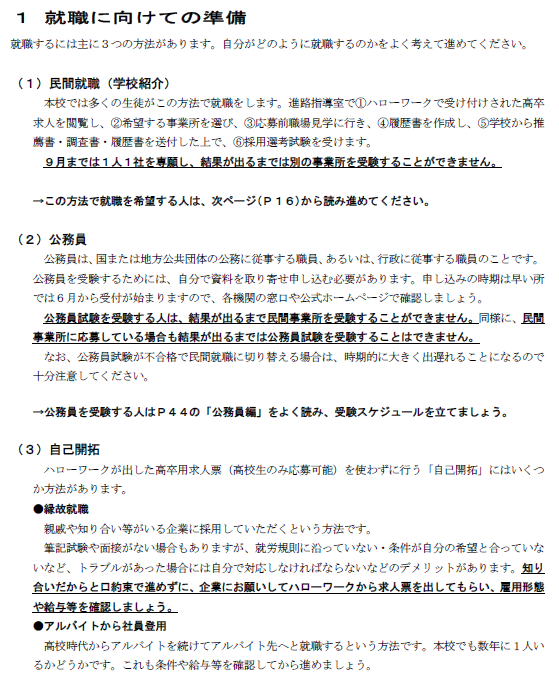 1 就職に向けての準備
就職するには主に３つの方法があります。自分がどのように就職するのかをよく考えて進めてください。
（１）民間就職（学校紹介）
本校では多くの生徒がこの方法で就職をします。進路指導室で①ハローワークで受け付けされた高卒
求人を閲覧し、②希望する事業所を選び、③応募前職場見学に行き、④履歴書を作成し、⑤学校から推
薦書・調査書・履歴書を送付した上で、⑥採用選考試験を受けます。
９月までは１人１社を専願し、結果が出るまでは別の事業所を受験することができません。
→この方法で就職を希望する人は、次ページ（Ｐ１６）から読み進めてください。
（２）公務員
公務員は、国または地方公共団体の公務に従事する職員、あるいは、行政に従事する職員のことです。
公務員を受験するためには、自分で資料を取り寄せ申し込む必要があります。申し込みの時期は早い所
では６月から受付が始まりますので、各機関の窓口や公式ホームページで確認しましょう。
公務員試験を受験する人は、結果が出るまで民間事業所を受験することができません。同様に、民間
事業所に応募している場合も結果が出るまでは公務員試験を受験することはできません。
なお、公務員試験が不合格で民間就職に切り替える場合は、時期的に大きく出遅れることになるので
十分注意してください。
→公務員を受験する人はＰ４４の「公務員編」をよく読み、受験スケジュールを立てましょう。
（３）自己開拓
ハローワークが出した高卒用求人票（高校生のみ応募可能）を使わずに行う「自己開拓」にはいくつ
か方法があります。
●縁故就職
親戚や知り合い等がいる企業に採用していただくという方法です。
筆記試験や面接がない場合もありますが、就労規則に沿っていない・条件が自分の希望と合っていな
いなど、トラブルがあった場合には自分で対応しなければならないなどのデメリットがあります。知り
合いだからと口約束で進めずに、企業にお願いしてハローワークから求人票を出してもらい、雇用形態
や給与等を確認しましょう。
●アルバイトから社員登用
高校時代からアルバイトを続けてアルバイト先へと就職するという方法です。本校でも数年に１人い
るかどうかです。これも条件や給与等を確認してから進めましょう。